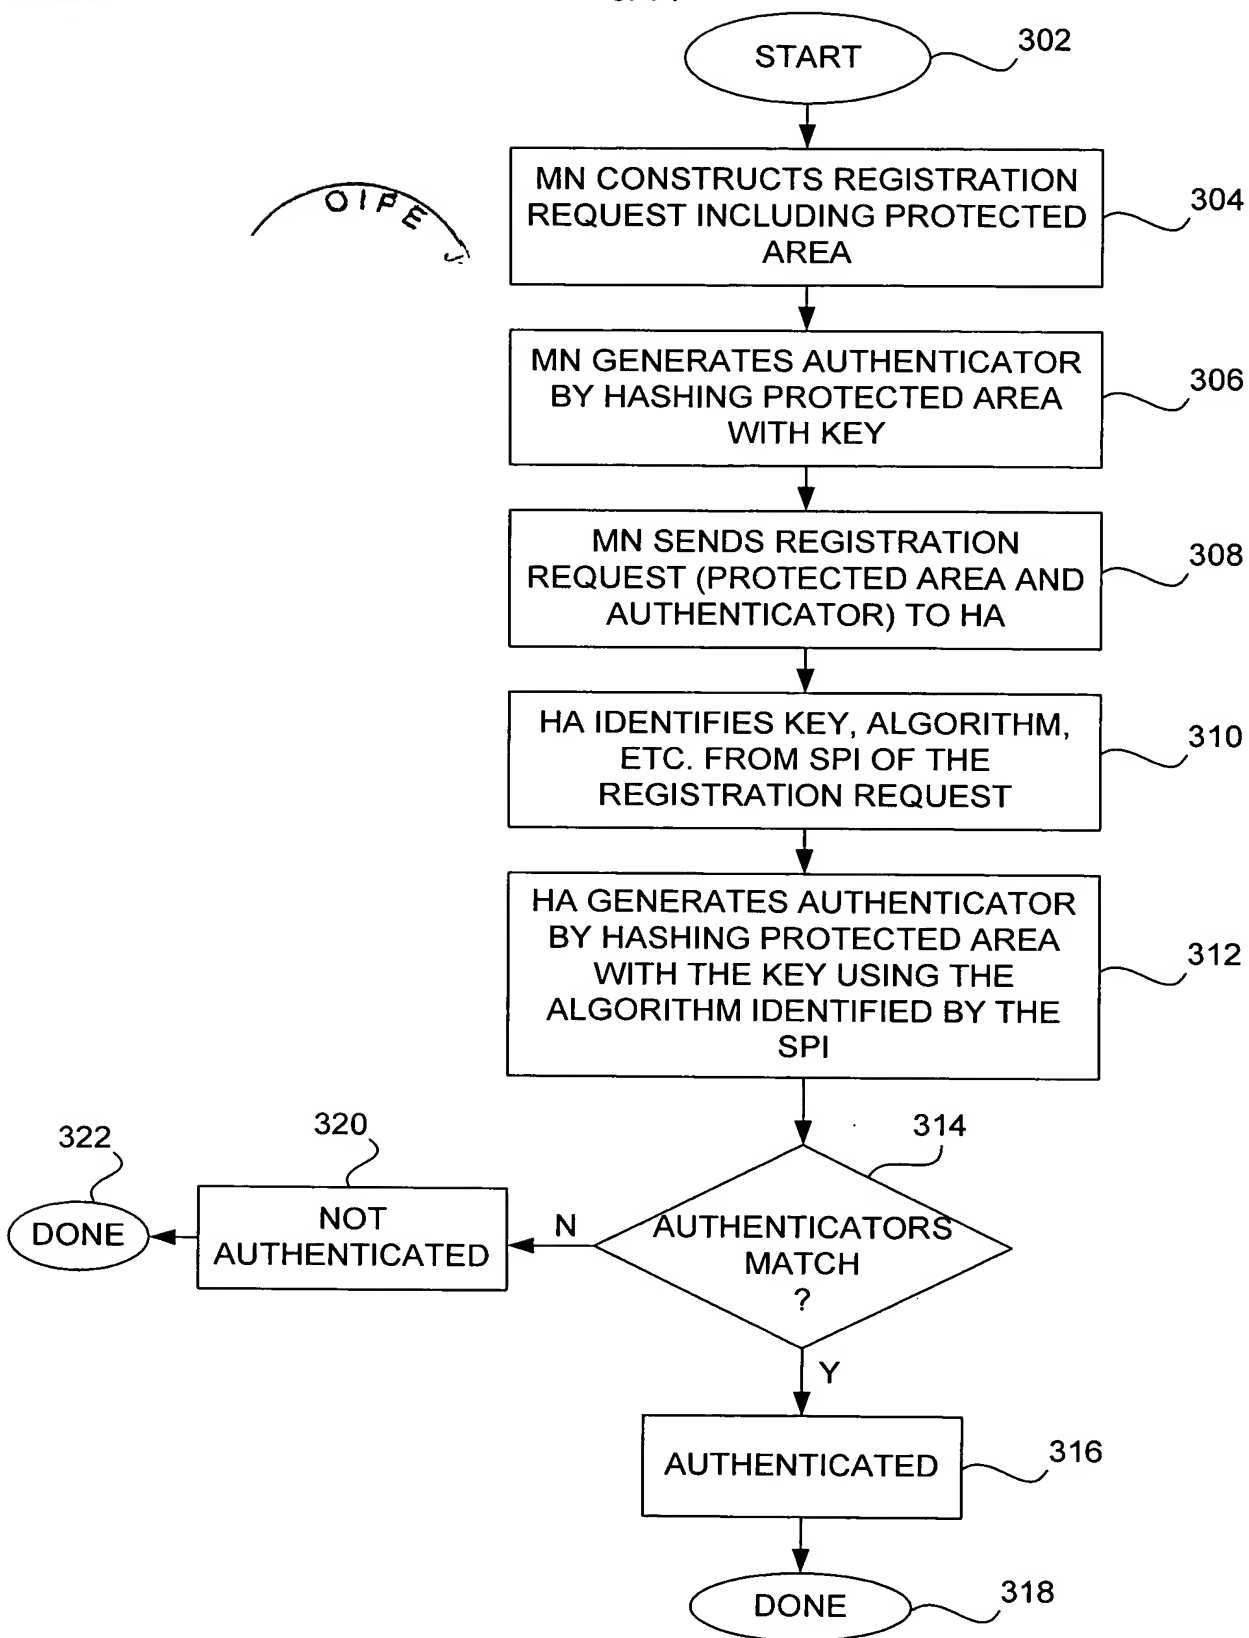 START
302
MN CONSTRUCTS REGISTRATION
REQUEST INCLUDING PROTECTED
AREA
304
OIPE
MN GENERATES AUTHENTICATOR
BY HASHING PROTECTED AREA
WITH KEY
306
MN SENDS REGISTRATION
REQUEST (PROTECTED AREA AND
AUTHENTICATOR) TO HA
308
HA IDENTIFIES KEY, ALGORITHM,
ETC. FROM SPI OF THE
REGISTRATION REQUEST
310
HA GENERATES AUTHENTICATOR
BY HASHING PROTECTED AREA
WITH THE KEY USING THE
ALGORITHM IDENTIFIED BY THE
SPI
312
314
AUTHENTICATORS
MATCH
?
N
320
NOT
AUTHENTICATED
322
DONE
Y
AUTHENTICATED
316
DONE
318